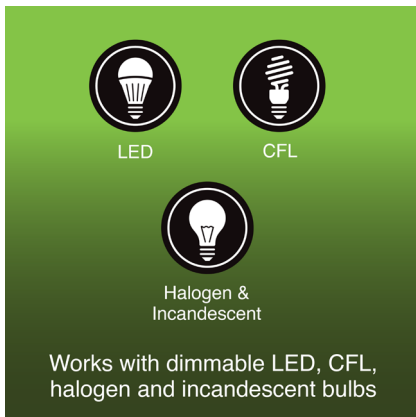 LED
CFL
Halogen &
Incandescent
Works with dimmable LED, CFL,
halogen and incandescent bulbs